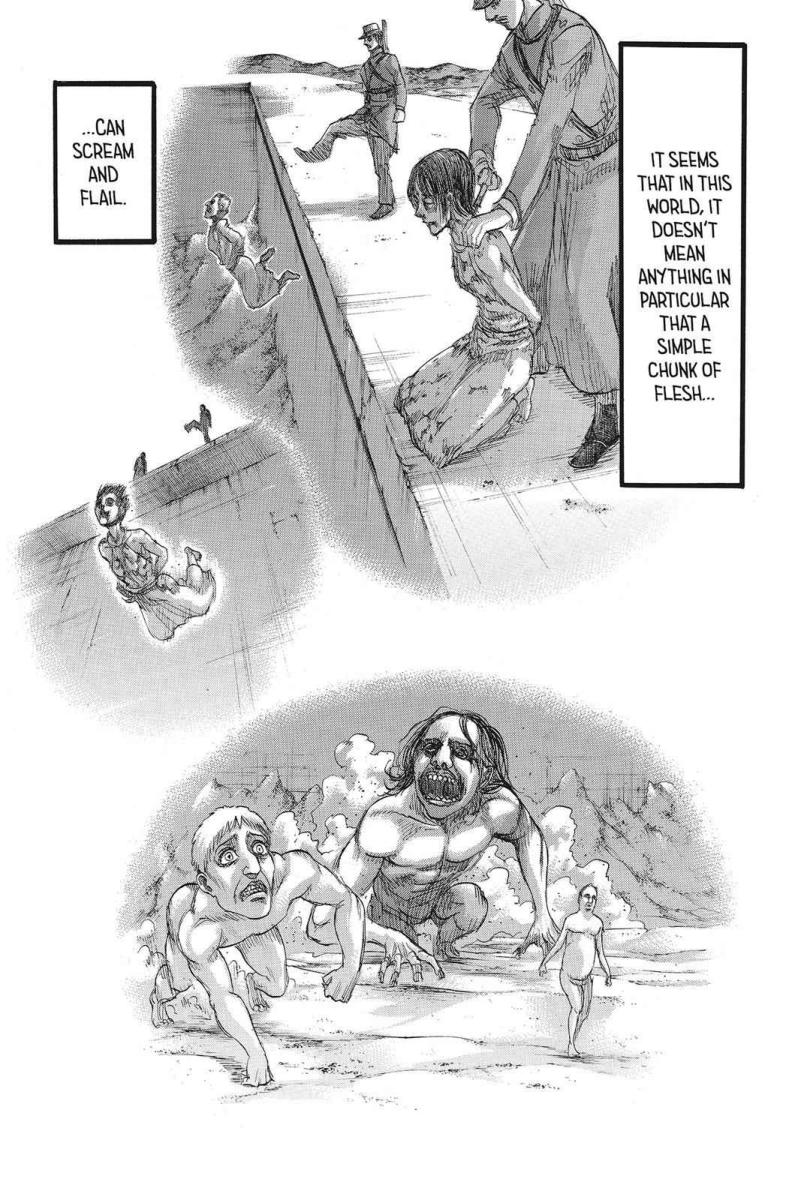 IT SEEMS
THAT IN THIS
WORLD, IT
DOESN'T
MEAN
ANYTHING IN
PARTICULAR
THAT A
SIMPLE
CHUNK OF
FLESH...
...CAN
SCREAM
AND
FLAIL.